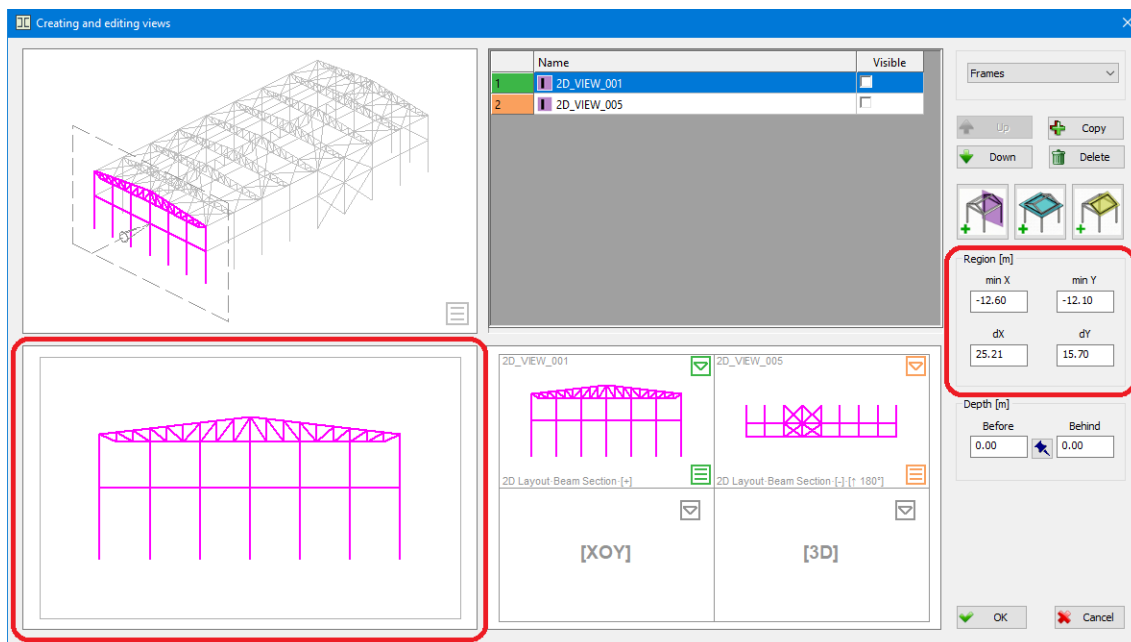 Creating and editing views
Name Visible
1 2D_VIEW_001
2 2D_VIEW_005
Frames
Up Copy
Down Delete
Region [m]
min X min Y
-12.60 -12.10
dX dY
25.21 15.70
2D_VIEW_001 2D_VIEW_005
2D Layout·Beam Section·[+] 2D Layout·Beam Section·[-]·[↑ 180°]
[XOY] [3D]
Depth [m]
Before Behind
0.00 0.00
OK Cancel